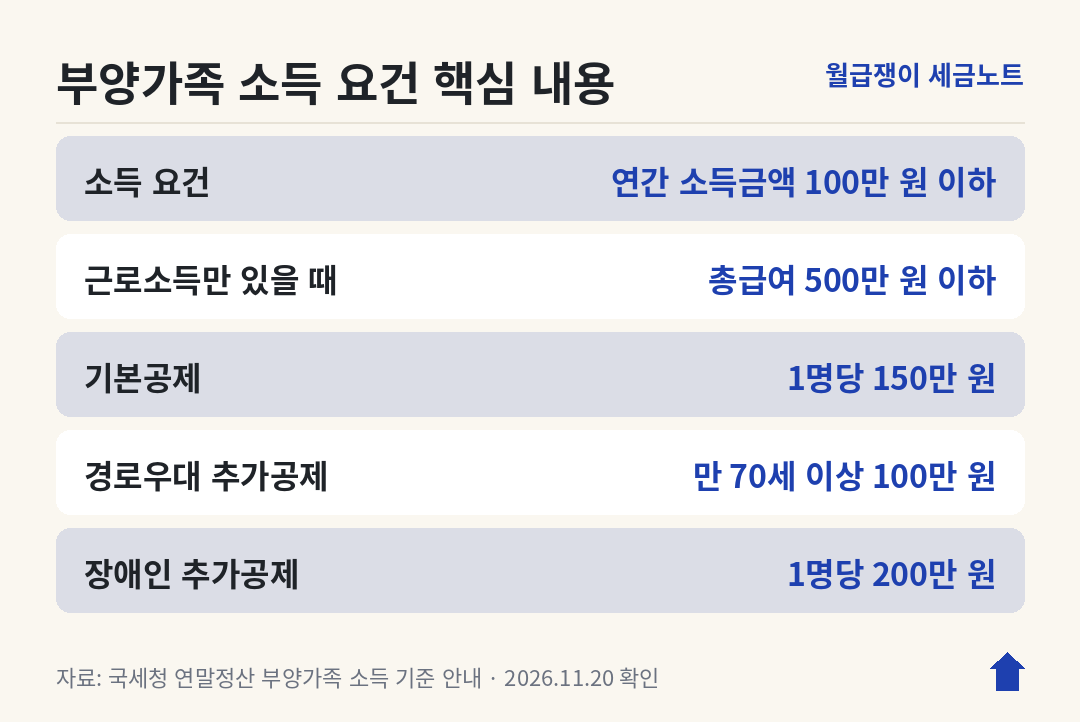 부양가족 소득 요건 핵심 내용
월급쟁이 세금노트
소득 요건 연간 소득금액 100만 원 이하
근로소득만 있을 때 총급여 500만 원 이하
기본공제 1명당 150만 원
경로우대 추가공제 만 70세 이상 100만 원
장애인 추가공제 1명당 200만 원
자료: 국세청 연말정산 부양가족 소득 기준 안내 · 2026.11.20 확인